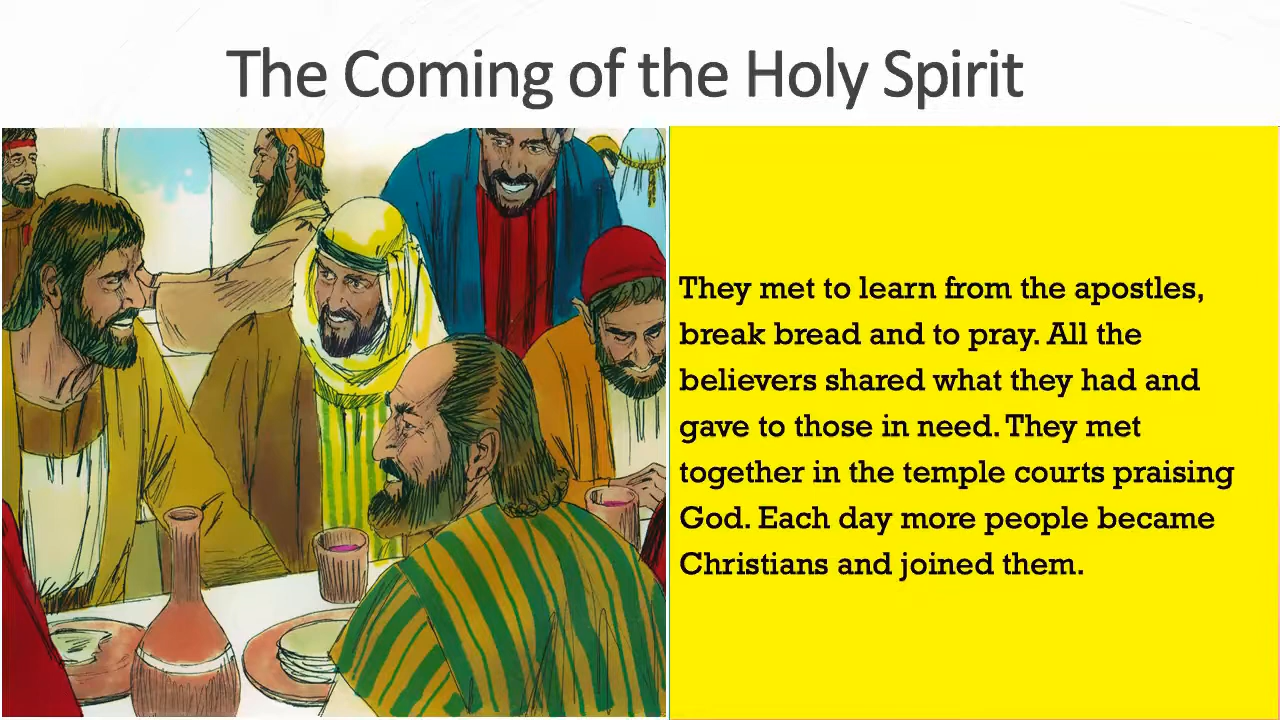 The Coming of the Holy Spirit
They met to learn from the apostles,
break bread and to pray. All the
believers shared what they had and
gave to those in need. They met
together in the temple courts praising
God. Each day more people became
Christians and joined them.